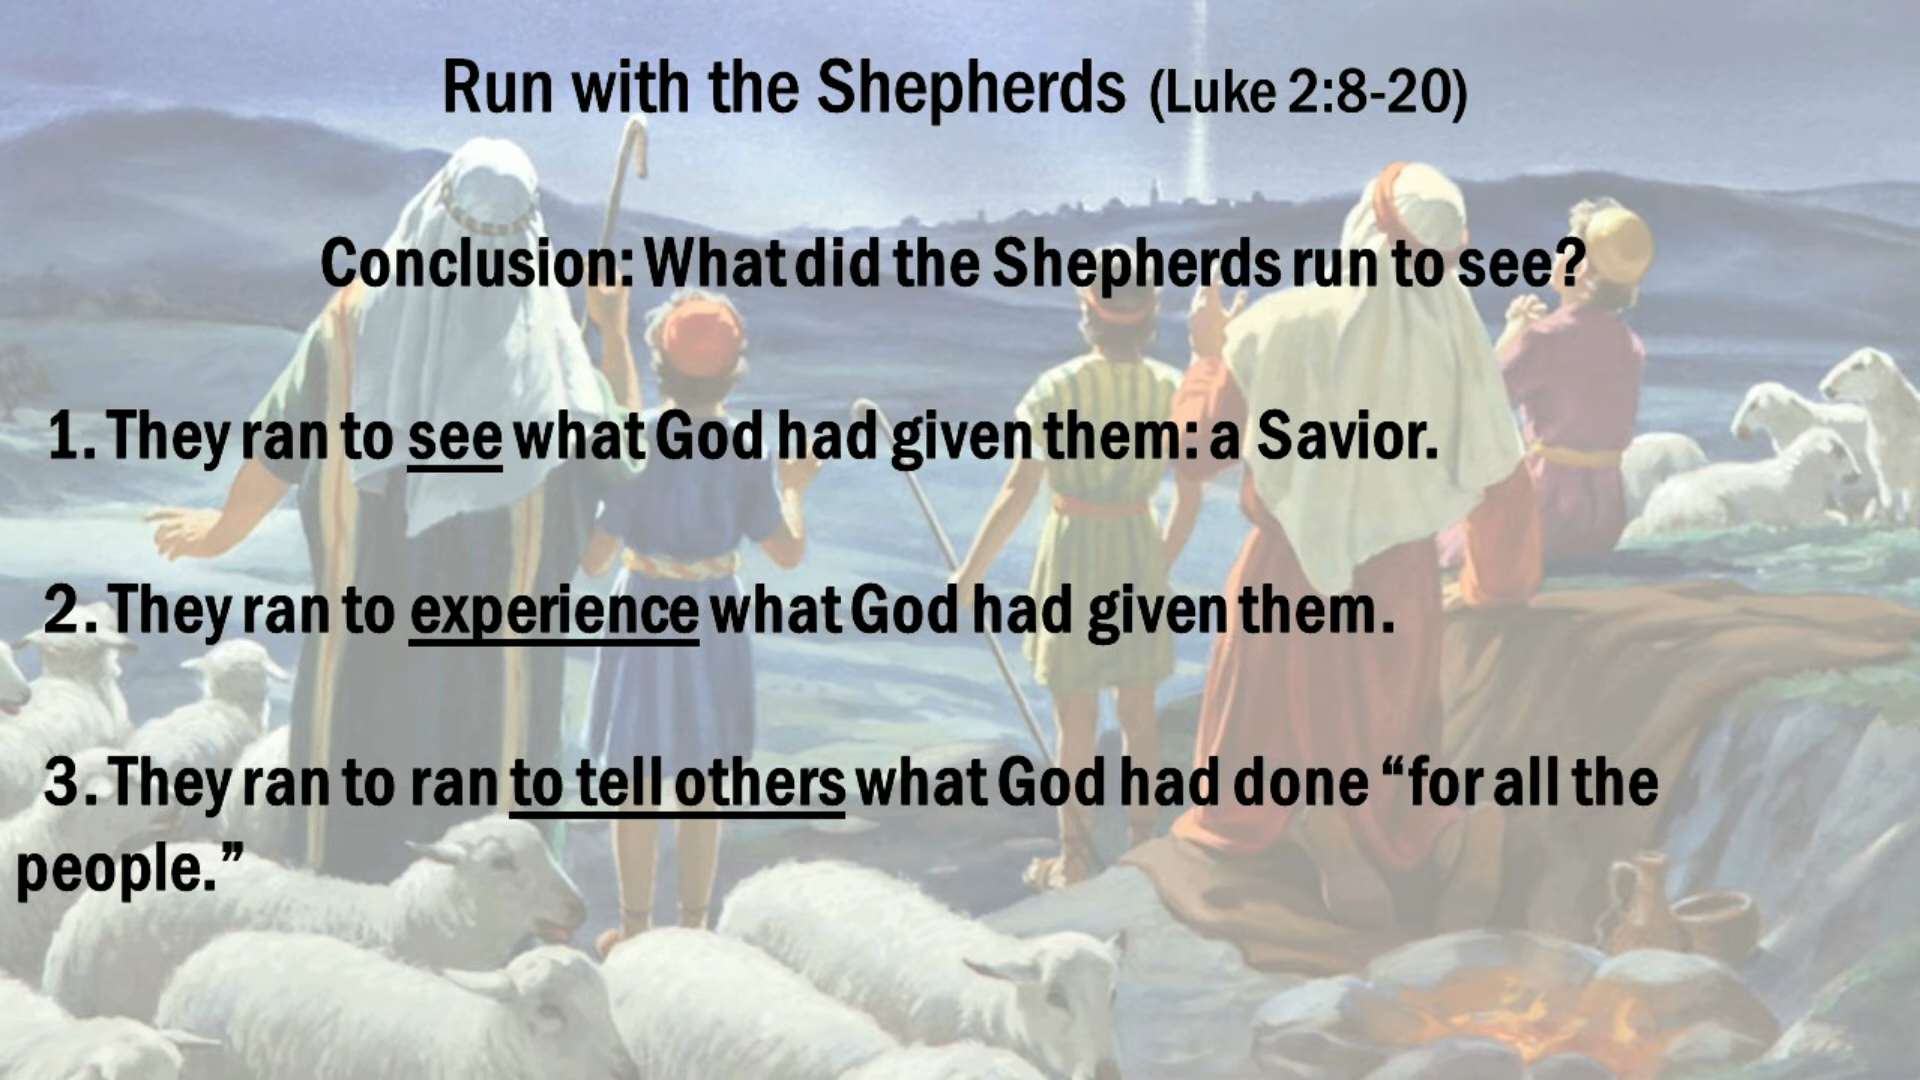 Run with the Shepherds (Luke 2:8-20)
Conclusion: What did the Shepherds run to see?
1. They ran to see what God had given them: a Savior.
2. They ran to experience what God had given them.
3. They ran to ran to tell others what God had done “for all the
people.”